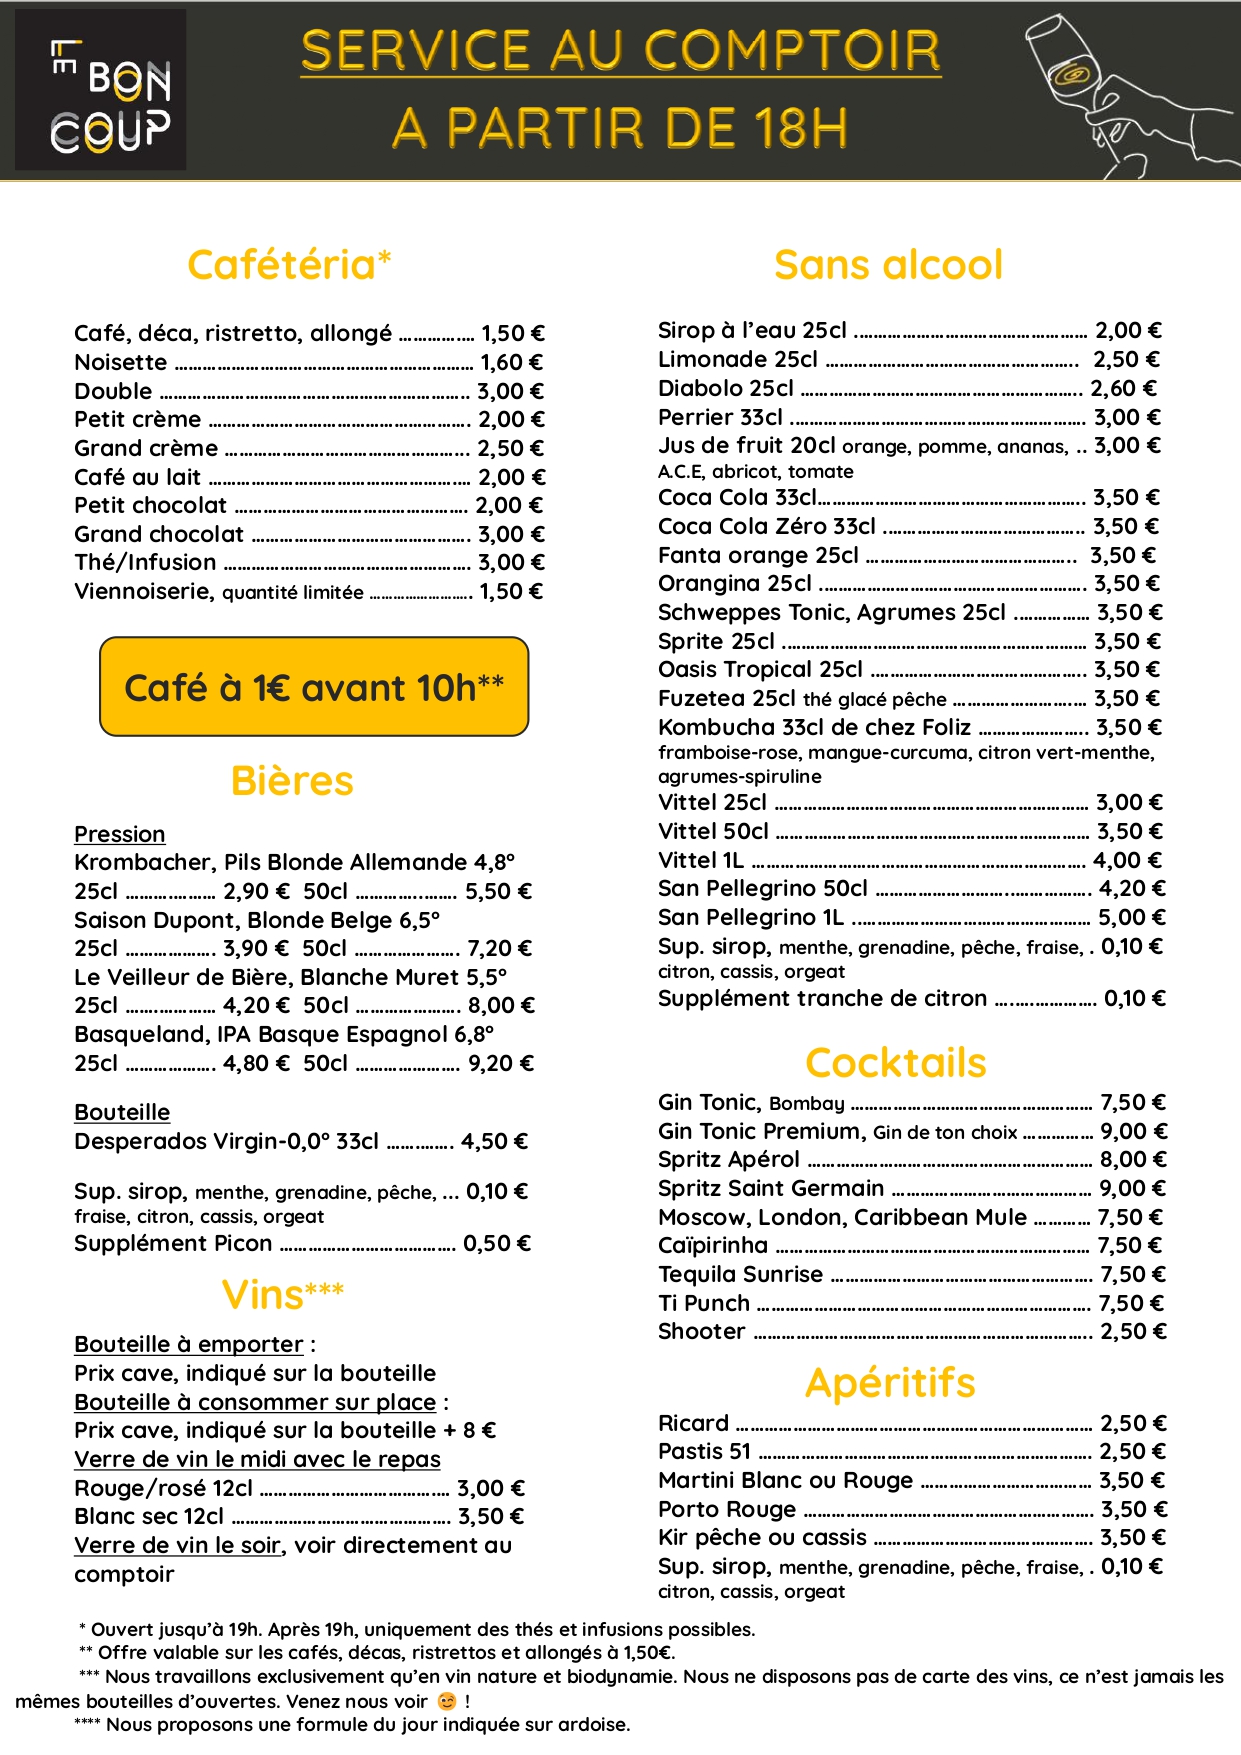 LE BON COUP
SERVICE AU COMPTOIR
A PARTIR DE 18H
Cafétéria*
Café, déca, ristretto, allongé ................ 1,50 €
Noisette ................ 1,60 €
Double ................ 3,00 €
Petit crème ................ 2,00 €
Grand crème ................ 2,50 €
Café au lait ................ 2,00 €
Petit chocolat ................ 2,00 €
Grand chocolat ................ 3,00 €
Thé/Infusion ................ 3,00 €
Viennoiserie, quantité limitée ................ 1,50 €
Café à 1€ avant 10h**
Bières
Pression
Krombacher, Pils Blonde Allemande 4,8°
25cl ................ 2,90 € 50cl ................ 5,50 €
Saison Dupont, Blonde Belge 6,5°
25cl ................ 3,90 € 50cl ................ 7,20 €
Le Veilleur de Bière, Blanche Muret 5,5°
25cl ................ 4,20 € 50cl ................ 8,00 €
Basqueland, IPA Basque Espagnol 6,8°
25cl ................ 4,80 € 50cl ................ 9,20 €
Bouteille
Desperados Virgin-0,0° 33cl ............. 4,50 €
Sup. sirop, menthe, grenadine, pêche, ... 0,10 €
fraise, citron, cassis, orgeat
Supplément Picon ................ 0,50 €
Vins***
Bouteille à emporter :
Prix cave, indiqué sur la bouteille
Bouteille à consommer sur place :
Prix cave, indiqué sur la bouteille + 8 €
Verre de vin le midi avec le repas
Rouge/rosé 12cl ................ 3,00 €
Blanc sec 12cl ................ 3,50 €
Verre de vin le soir, voir directement au
comptoir
Sans alcool
Sirop à l’eau 25cl ................ 2,00 €
Limonade 25cl ................ 2,50 €
Diabolo 25cl ................ 2,60 €
Perrier 33cl ................ 3,00 €
Jus de fruit 20cl orange, pomme, ananas, .. 3,00 €
A.C.E, abricot, tomate
Coca Cola 33cl................ 3,50 €
Coca Cola Zéro 33cl ................ 3,50 €
Fanta orange 25cl ................ 3,50 €
Orangina 25cl ................ 3,50 €
Schweppes Tonic, Agrumes 25cl ................ 3,50 €
Sprite 25cl ................ 3,50 €
Oasis Tropical 25cl ................ 3,50 €
Fuzetea 25cl thé glacé pêche ................ 3,50 €
Kombucha 33cl de chez Foliz ................ 3,50 €
framboise-rose, mangue-curcuma, citron vert-menthe,
agrumes-spiruline
Vittel 25cl ................ 3,00 €
Vittel 50cl ................ 3,50 €
Vittel 1L ................ 4,00 €
San Pellegrino 50cl ................ 4,20 €
San Pellegrino 1L ................ 5,00 €
Sup. sirop, menthe, grenadine, pêche, fraise, . 0,10 €
citron, cassis, orgeat
Supplément tranche de citron ............... 0,10 €
Cocktails
Gin Tonic, Bombay ................ 7,50 €
Gin Tonic Premium, Gin de ton choix .............. 9,00 €
Spritz Apérol ................ 8,00 €
Spritz Saint Germain ................ 9,00 €
Moscow, London, Caribbean Mule ............ 7,50 €
Caïpirinha ................ 7,50 €
Tequila Sunrise ................ 7,50 €
Ti Punch ................ 7,50 €
Shooter ................ 2,50 €
Apéritifs
Ricard ................ 2,50 €
Pastis 51 ................ 2,50 €
Martini Blanc ou Rouge ................ 3,50 €
Porto Rouge ................ 3,50 €
Kir pêche ou cassis ................ 3,50 €
Sup. sirop, menthe, grenadine, pêche, fraise, . 0,10 €
citron, cassis, orgeat
* Ouvert jusqu’à 19h. Après 19h, uniquement des thés et infusions possibles.
** Offre valable sur les cafés, décas, ristrettos et allongés à 1,50€.
*** Nous travaillons exclusivement qu’en vin nature et biodynamie. Nous ne disposons pas de carte des vins, ce n’est jamais les
mêmes bouteilles d’ouvertes. Venez nous voir 😉 !
**** Nous proposons une formule du jour indiquée sur ardoise.